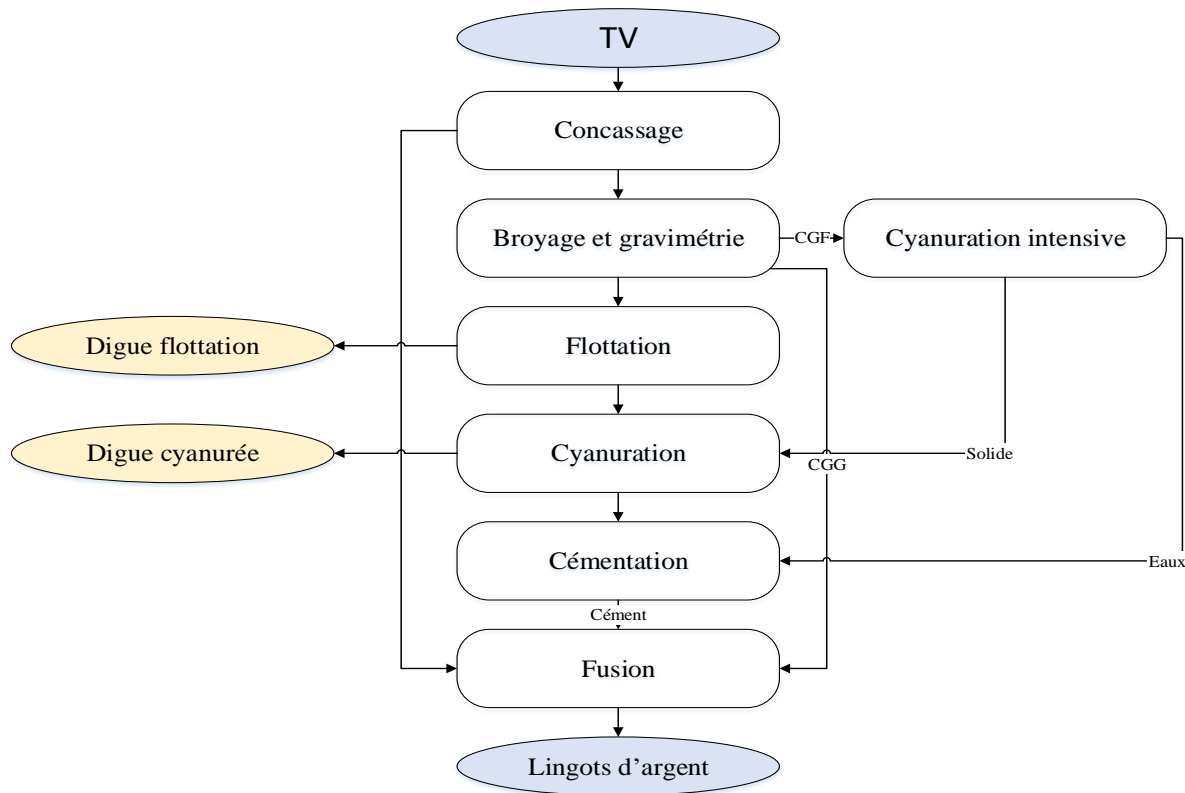 TV
Concassage
Broyage et gravimétrie
CGF
Cyanuration intensive
Digue flottation
Flottation
Digue cyanurée
Cyanuration
Solide
CGG
Cémentation
Eaux
Cément
Fusion
Lingots d’argent